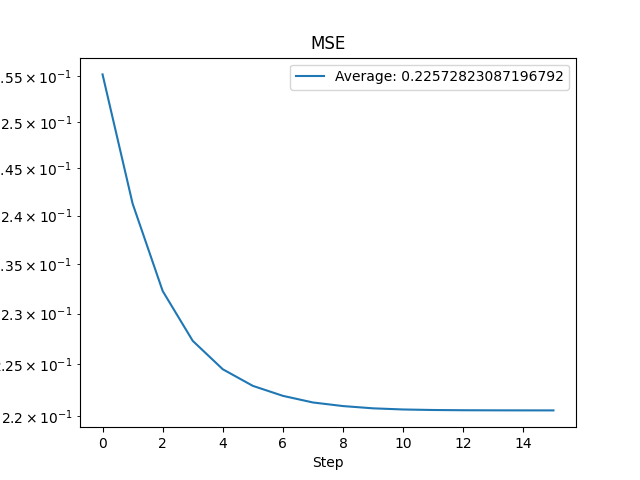 MSE
Average: 0.22572823087196792
.55 × 10⁻¹
2.5 × 10⁻¹
.45 × 10⁻¹
2.4 × 10⁻¹
.35 × 10⁻¹
2.3 × 10⁻¹
.25 × 10⁻¹
2.2 × 10⁻¹
0 2 4 6 8 10 12 14
Step